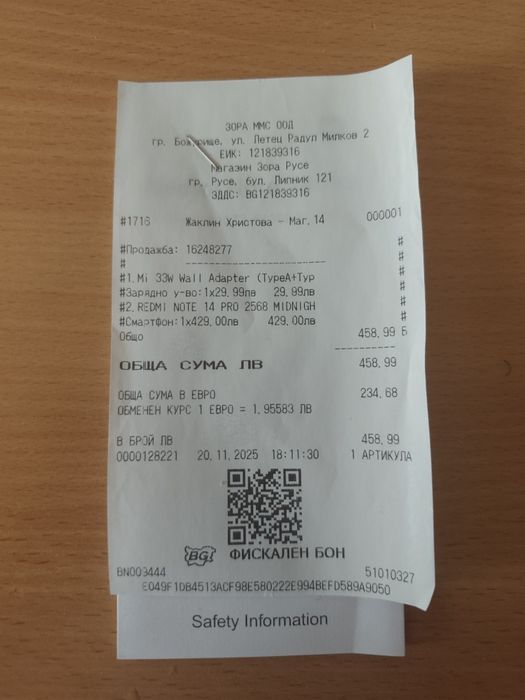 ЗОРА ММС ООД
гр. Божурище, ул. Летец Радул Милков 2
ЕИК: 121839316
Магазин Зора Русе
гр. Русе, бул. Липник 121
ЗДДС: BG121839316
#1716 Жаклин Христова - Маг.14 000001
#Продажба: 16248277 #
# -------------------- #
#1.Mi 33W Wall Adapter (TypeA+Typ #
#Зарядно у-во:1x29.99лв 29.99лв #
#2.REDMI NOTE 14 PRO 2568 MIDNIGH #
#Смартфон:1x429.00лв 429.00лв #
Общо 458,99 Б
ОБЩА СУМА ЛВ 458,99
ОБЩА СУМА В ЕВРО 234,68
ОБМЕНЕН КУРС 1 ЕВРО = 1,95583 ЛВ
В БРОЙ ЛВ 458,99
0000128221 20.11.2025 18:11:30 1 АРТИКУЛА
BG! ФИСКАЛЕН БОН
BN009444 51010327
E049F1DB4513ACF98E580222E994BEFD589A9050
Safety Information